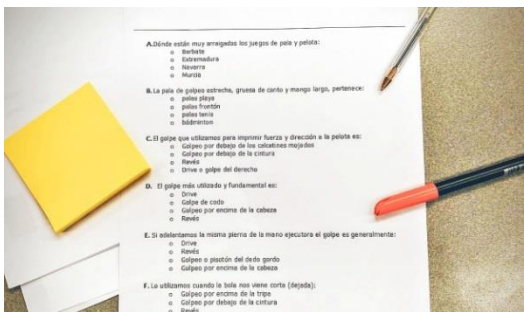 A.Dónde están muy arraigados los juegos de pala y pelota:
o Barbate
o Extremadura
o Navarra
o Murcia
B.La pala de golpeo estrecha, gruesa de canto y mango largo, pertenece:
o palas playa
o palas frontón
o palas tenis
o bádminton
C.El golpe que utilizamos para imprimir fuerza y dirección a la pelota es:
o Golpeo por debajo de los calcetines mojados
o Golpeo por debajo de la cintura
o Revés
o Drive o golpe del derecho
D. El golpe más utilizado y fundamental es:
o Drive
o Golpe de codo
o Golpeo por encima de la cabeza
o Revés
E. Si adelantamos la misma pierna de la mano ejecutora el golpe es generalmente:
o Drive
o Revés
o Golpeo o pisotón del dedo gordo
o Golpeo por encima de la cabeza
F. Lo utilizamos cuando la bola nos viene corta (dejada):
o Golpeo por encima de la tripa
o Golpeo por debajo de la cintura
o Revés